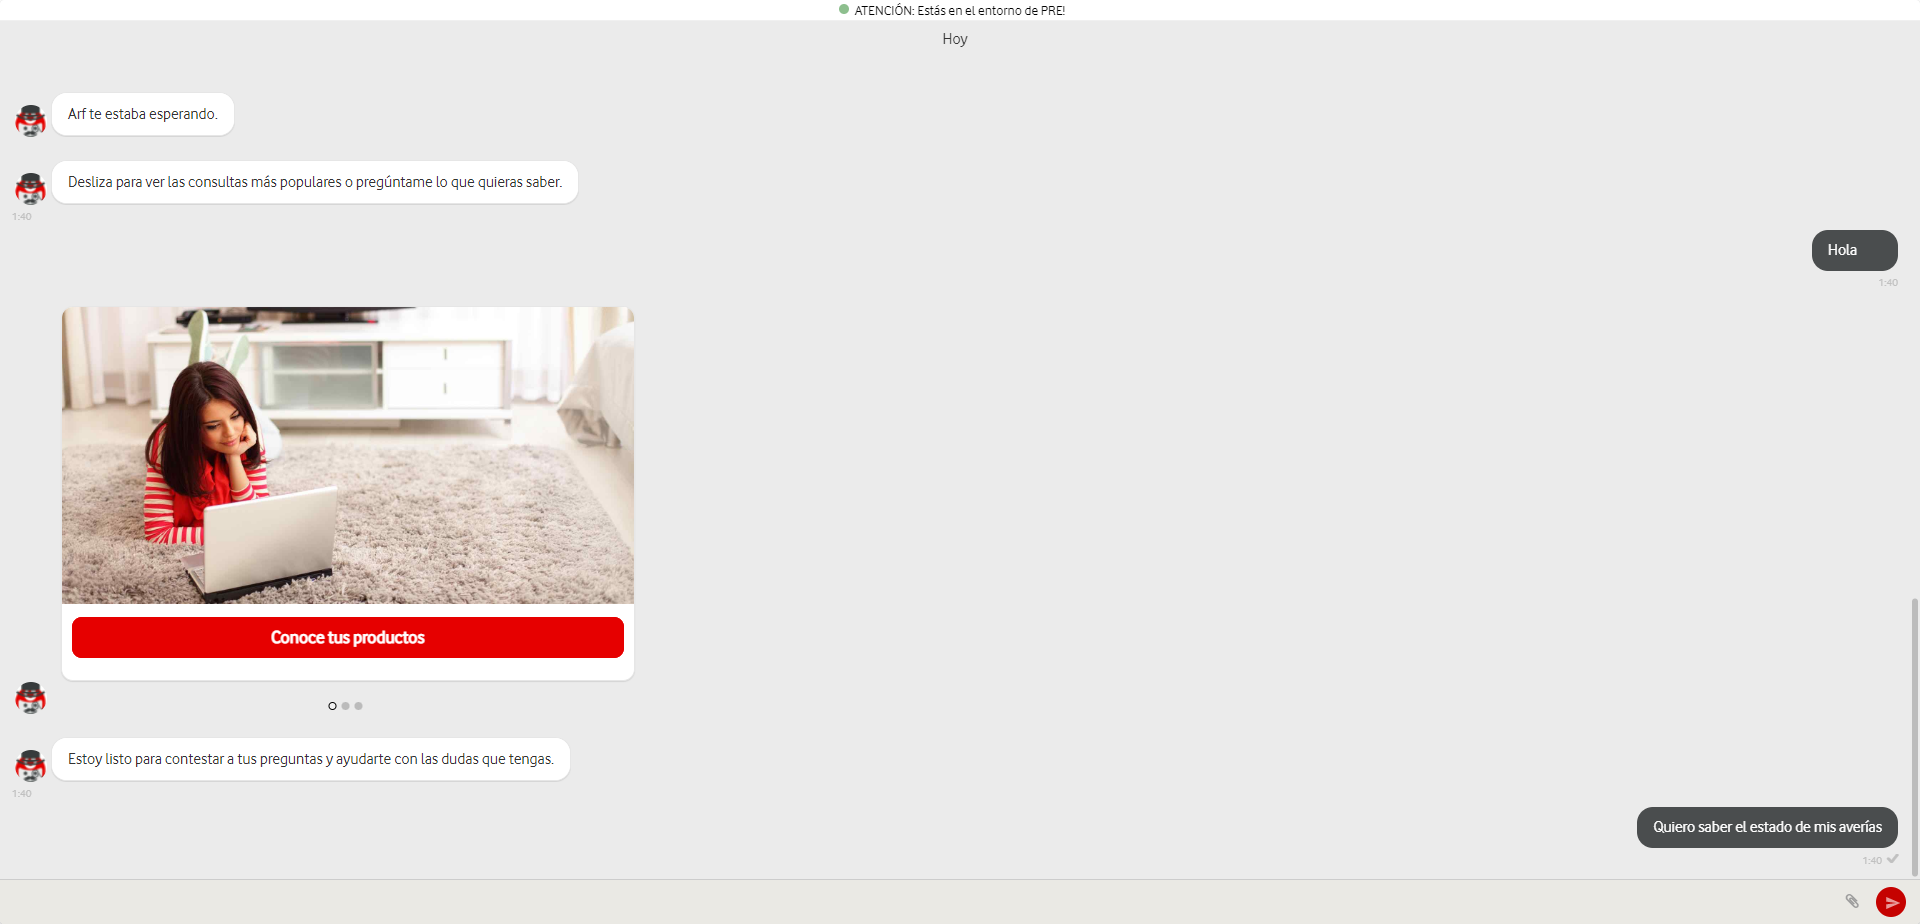 ATENCIÓN: Estás en el entorno de PRE!
Hoy
Arf te estaba esperando.
Desliza para ver las consultas más populares o pregúntame lo que quieras saber.
1:40
Hola
1:40
Conoce tus productos
Estoy listo para contestar a tus preguntas y ayudarte con las dudas que tengas.
1:40
Quiero saber el estado de mis averías
1:40